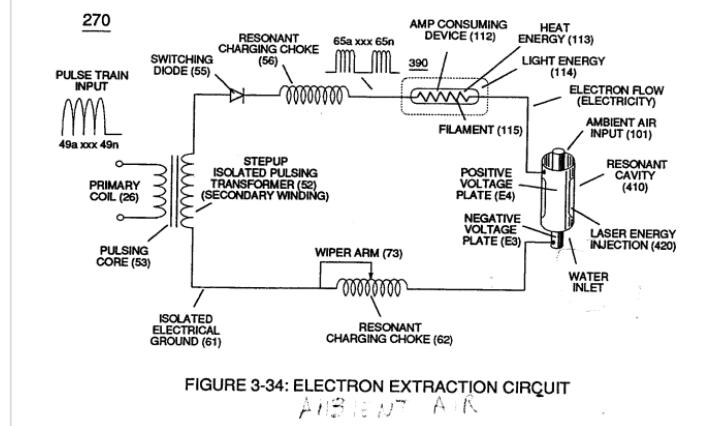 270
PULSE TRAIN
INPUT
49a xxx 49n
SWITCHING
DIODE (55)
RESONANT
CHARGING CHOKE
(56)
65a xxx 65n
390
AMP CONSUMING
DEVICE (112)
HEAT
ENERGY (113)
LIGHT ENERGY
(114)
ELECTRON FLOW
(ELECTRICITY)
FILAMENT (115)
AMBIENT AIR
INPUT (101)
RESONANT
CAVITY
(410)
PRIMARY
COIL (26)
STEPUP
ISOLATED PULSING
TRANSFORMER (52)
(SECONDARY WINDING)
POSITIVE
VOLTAGE
PLATE (E4)
NEGATIVE
VOLTAGE
PLATE (E3)
LASER ENERGY
INJECTION (420)
PULSING
CORE (53)
WIPER ARM (73)
WATER
INLET
ISOLATED
ELECTRICAL
GROUND (61)
RESONANT
CHARGING CHOKE (62)
FIGURE 3-34: ELECTRON EXTRACTION CIRCUIT
AMBIENT AIR